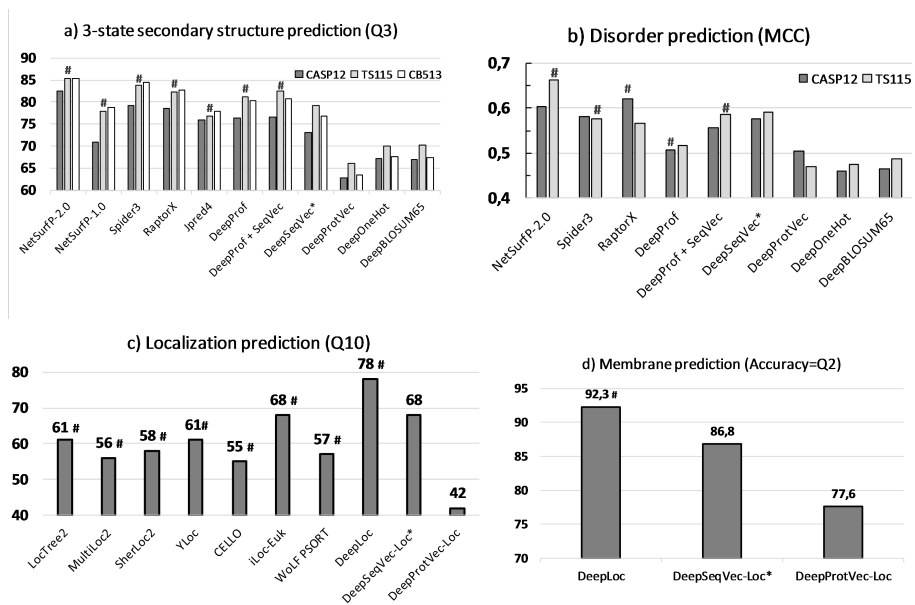 a) 3-state secondary structure prediction (Q3)
90
85
80
75
70
65
60
# # # # # # #
CASP12 TS115 CB513
NetSurfP-2.0
NetSurfP-1.0
Spider3
RaptorX
Jpred4
DeepProf
DeepProf + SeqVec
DeepSeqVec*
DeepProtVec
DeepOneHot
DeepBLOSUM65
b) Disorder prediction (MCC)
0,7
0,6
0,5
0,4
# # # # #
CASP12 TS115
NetSurfP-2.0
Spider3
RaptorX
DeepProf
DeepProf + SeqVec
DeepSeqVec*
DeepProtVec
DeepOneHot
DeepBLOSUM65
c) Localization prediction (Q10)
80
70
60
50
40
61 #
56 #
58 #
61#
55 #
68 #
57 #
78 #
68
42
LocTree2
MultiLoc2
SherLoc2
YLoc
CELLO
iLoc-Euk
WoLF PSORT
DeepLoc
DeepSeqVec-Loc*
DeepProtVec-Loc
d) Membrane prediction (Accuracy=Q2)
95
90
85
80
75
70
92,3 #
86,8
77,6
DeepLoc
DeepSeqVec-Loc*
DeepProtVec-Loc